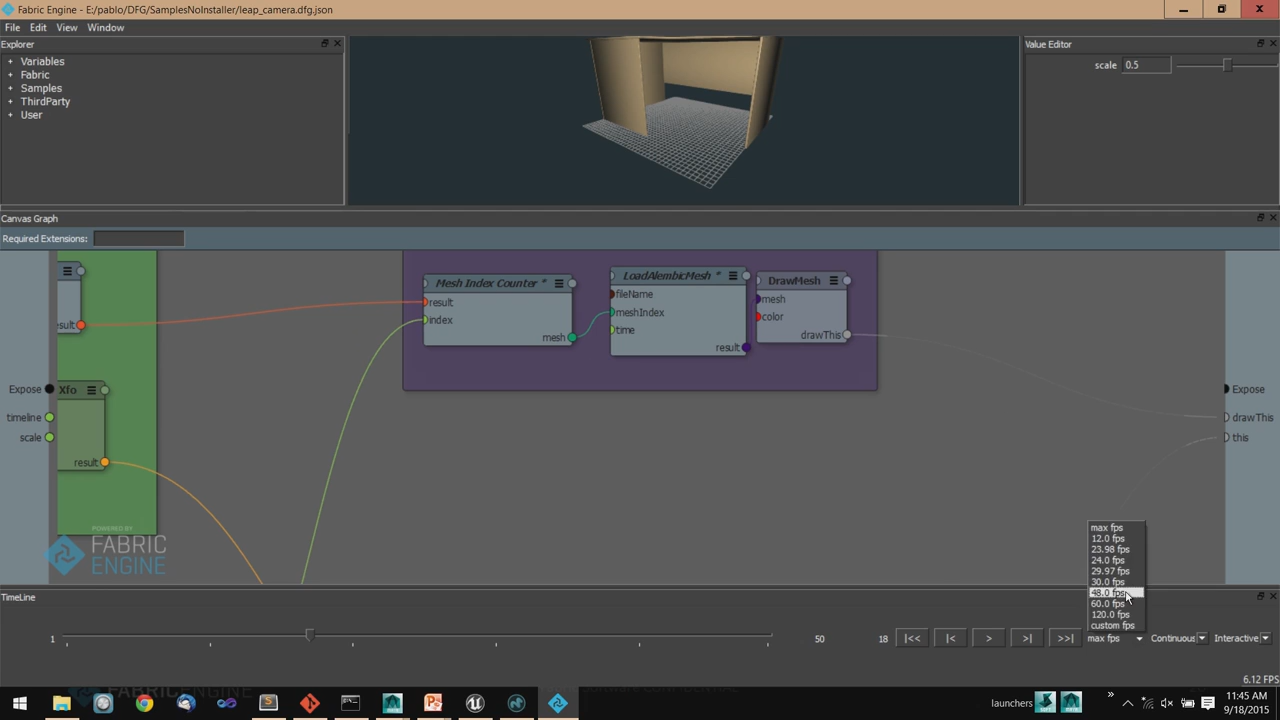 Fabric Engine - E:/pablo/DFG/SamplesNoInstaller/leap_camera.dfg.json
File Edit View Window
Explorer
Value Editor
+ Variables
+ Fabric
+ Samples
+ ThirdParty
+ User
scale 0.5
Canvas Graph
Required Extensions:
Mesh Index Counter *
result
index
mesh
LoadAlembicMesh *
fileName
meshIndex
time
result
DrawMesh
mesh
color
drawThis
Expose
timeline
scale
Xfo
result
Expose
drawThis
this
POWERED BY
FABRIC
ENGINE
max fps
12.0 fps
23.98 fps
24.0 fps
29.97 fps
30.0 fps
48.0 fps
60.0 fps
120.0 fps
custom fps
TimeLine
1 50 18 |<< |< > >| >>| max fps Continuous Interactive
6.12 FPS
launchers
11:45 AM
9/18/2015